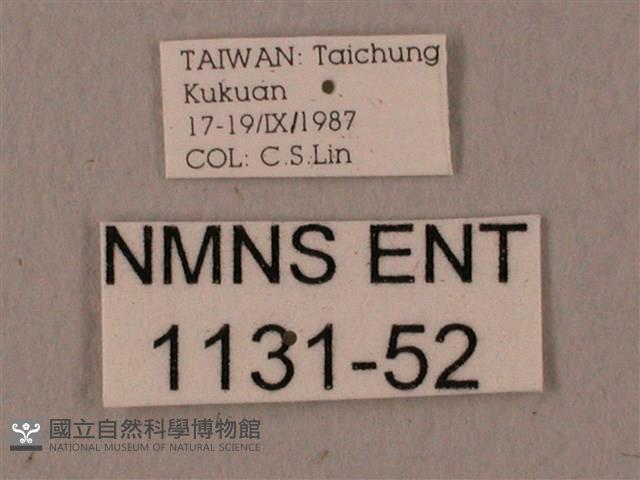 TAIWAN: Taichung
Kukuan
17-19/IX/1987
COL: C.S.Lin
NMNS ENT
1131-52
國立自然科學博物館
NATIONAL MUSEUM OF NATURAL SCIENCE